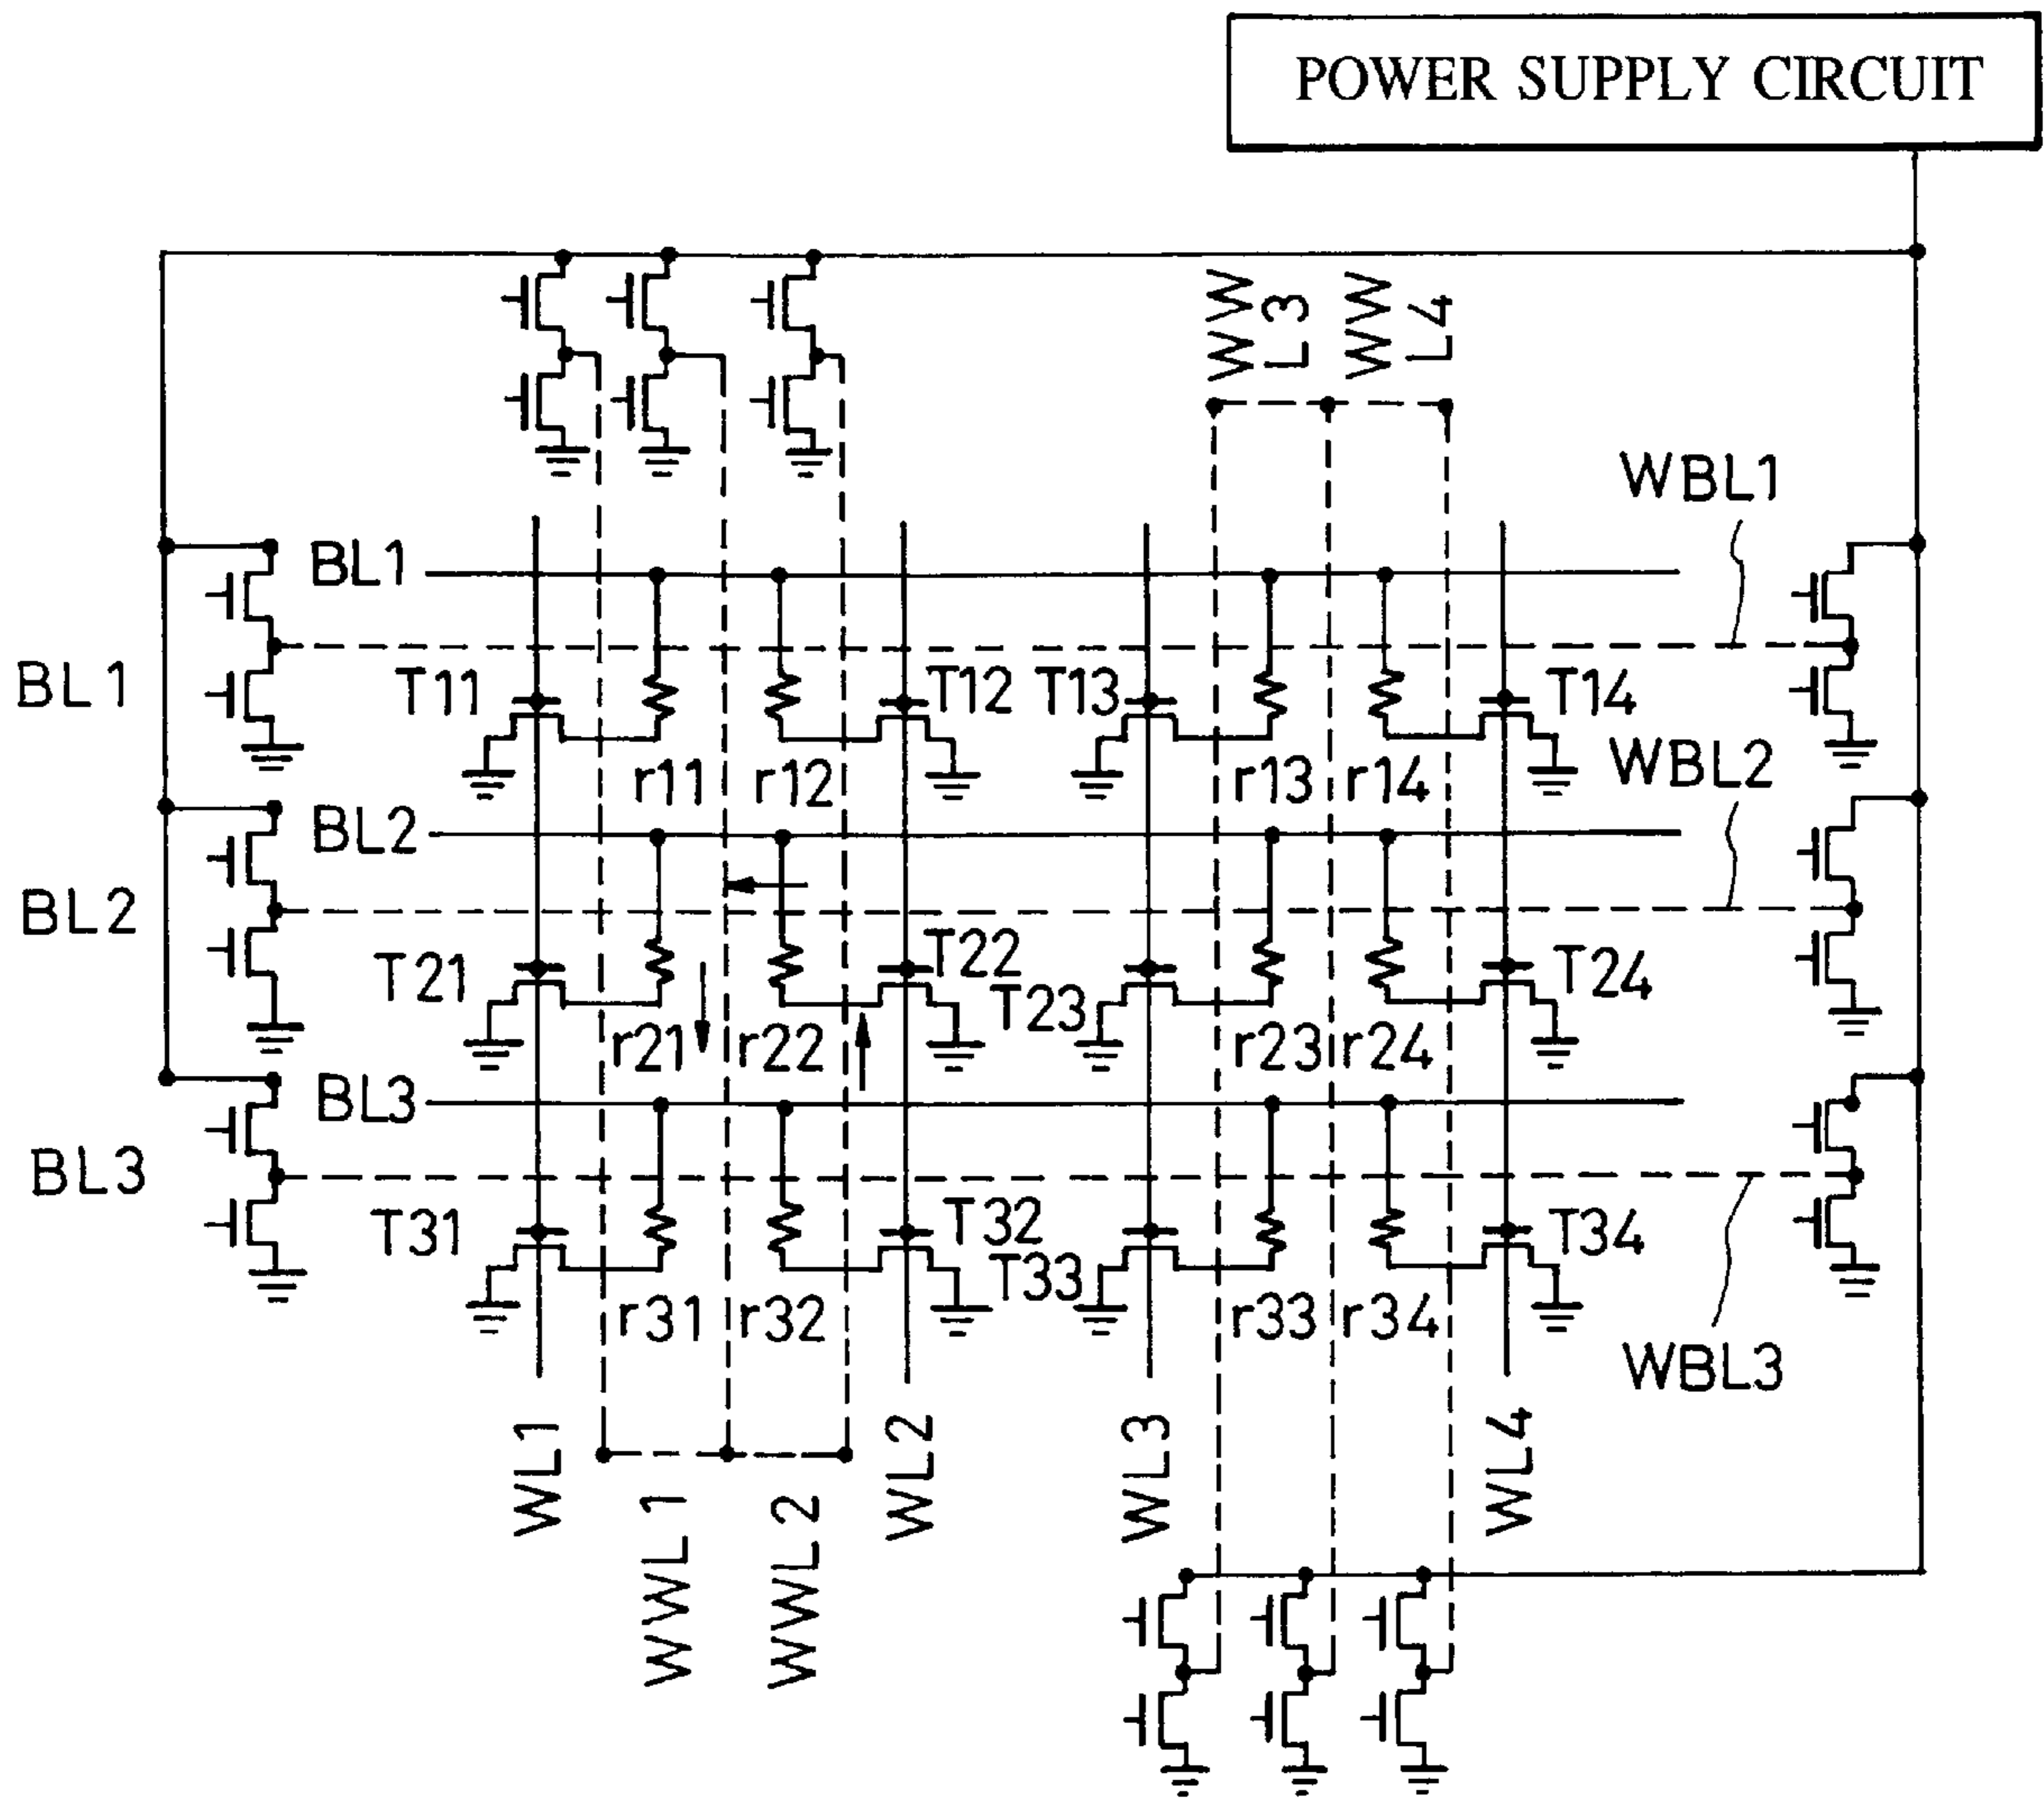 POWER SUPPLY CIRCUIT
WW
L3
WW
L4
WBL1
BL1
BL1
T11
T12
T13
T14
r11
r12
r13
r14
WBL2
BL2
BL2
T21
T22
T23
T24
r21
r22
r23
r24
BL3
BL3
T31
T32
T33
T34
r31
r32
r33
r34
WBL3
WL1
WWL1
WWL2
WL2
WL3
WL4